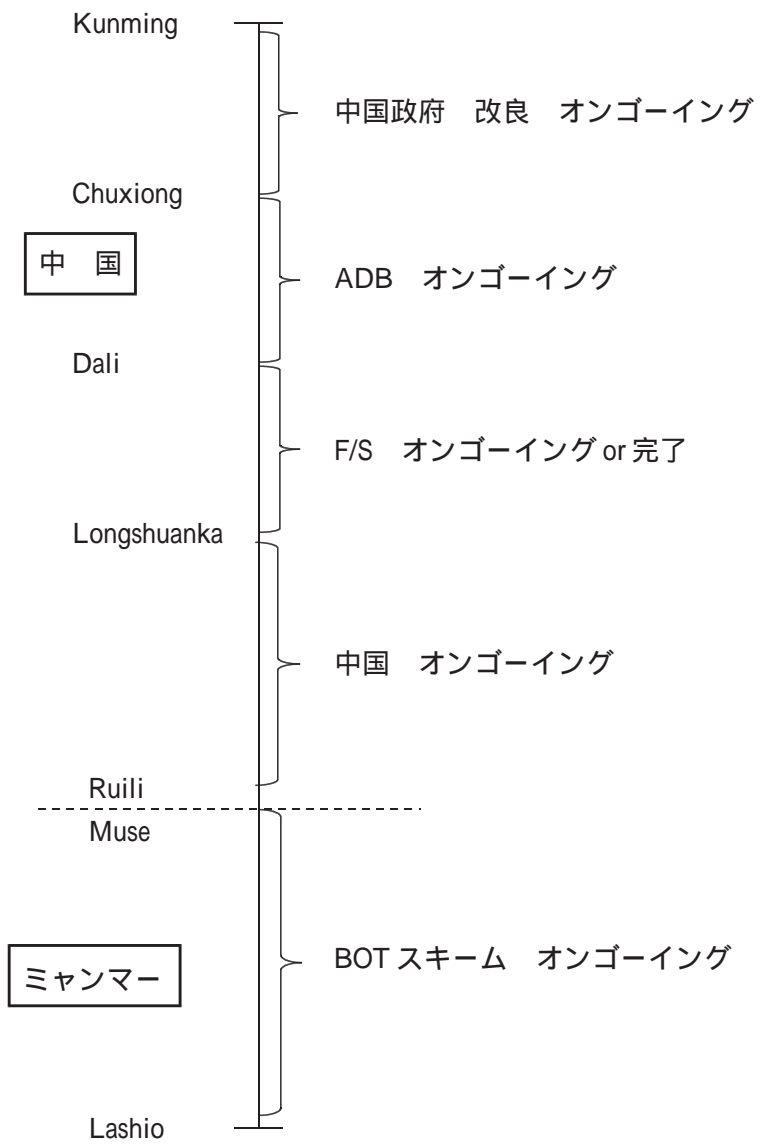 Kunming
中国政府　改良　オンゴーイング
Chuxiong
中　国
ADB　オンゴーイング
Dali
F/S　オンゴーイング or 完了
Longshuanka
中国　オンゴーイング
Ruili
Muse
BOT スキーム　オンゴーイング
ミャンマー
Lashio